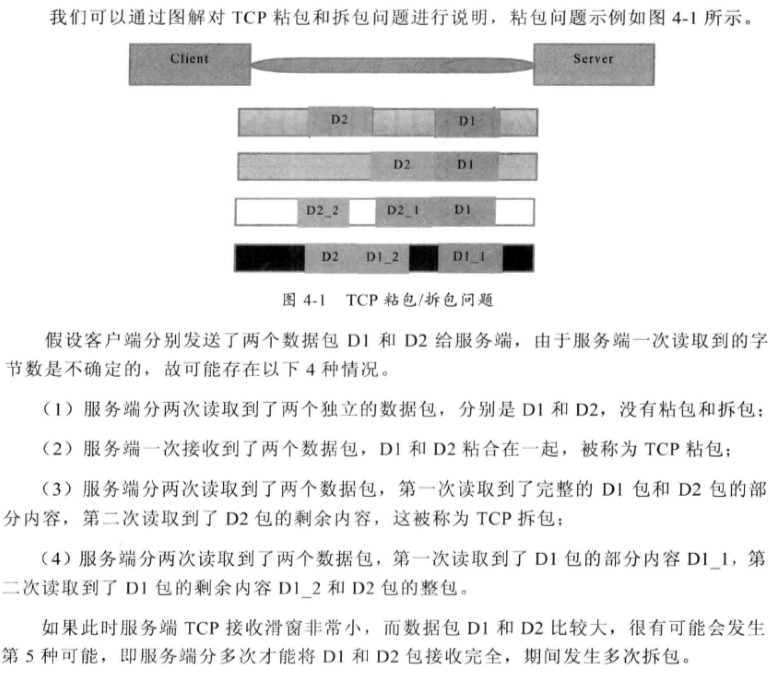 我们可以通过图解对 TCP 粘包和拆包问题进行说明，粘包问题示例如图 4-1 所示。
Client
Server
D2
D1
D2
D1
D2_2
D2_1
D1
D2
D1_2
D1_1
图 4-1 TCP 粘包/拆包问题
假设客户端分别发送了两个数据包 D1 和 D2 给服务端，由于服务端一次读取到的字
节数是不确定的，故可能存在以下 4 种情况。
（1）服务端分两次读取到了两个独立的数据包，分别是 D1 和 D2，没有粘包和拆包；
（2）服务端一次接收到了两个数据包，D1 和 D2 粘合在一起，被称为 TCP 粘包；
（3）服务端分两次读取到了两个数据包，第一次读取到了完整的 D1 包和 D2 包的部
分内容，第二次读取到了 D2 包的剩余内容，这被称为 TCP 拆包；
（4）服务端分两次读取到了两个数据包，第一次读取到了 D1 包的部分内容 D1_1，第
二次读取到了 D1 包的剩余内容 D1_2 和 D2 包的整包。
如果此时服务端 TCP 接收滑窗非常小，而数据包 D1 和 D2 比较大，很有可能会发生
第 5 种可能，即服务端分多次才能将 D1 和 D2 包接收完全，期间发生多次拆包。